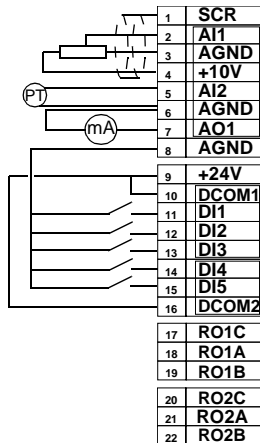 1 SCR
2 AI1
3 AGND
4 +10V
PT 5 AI2
6 AGND
mA 7 AO1
8 AGND
9 +24V
10 DCOM1
11 DI1
12 DI2
13 DI3
14 DI4
15 DI5
16 DCOM2
17 RO1C
18 RO1A
19 RO1B
20 RO2C
21 RO2A
22 RO2B